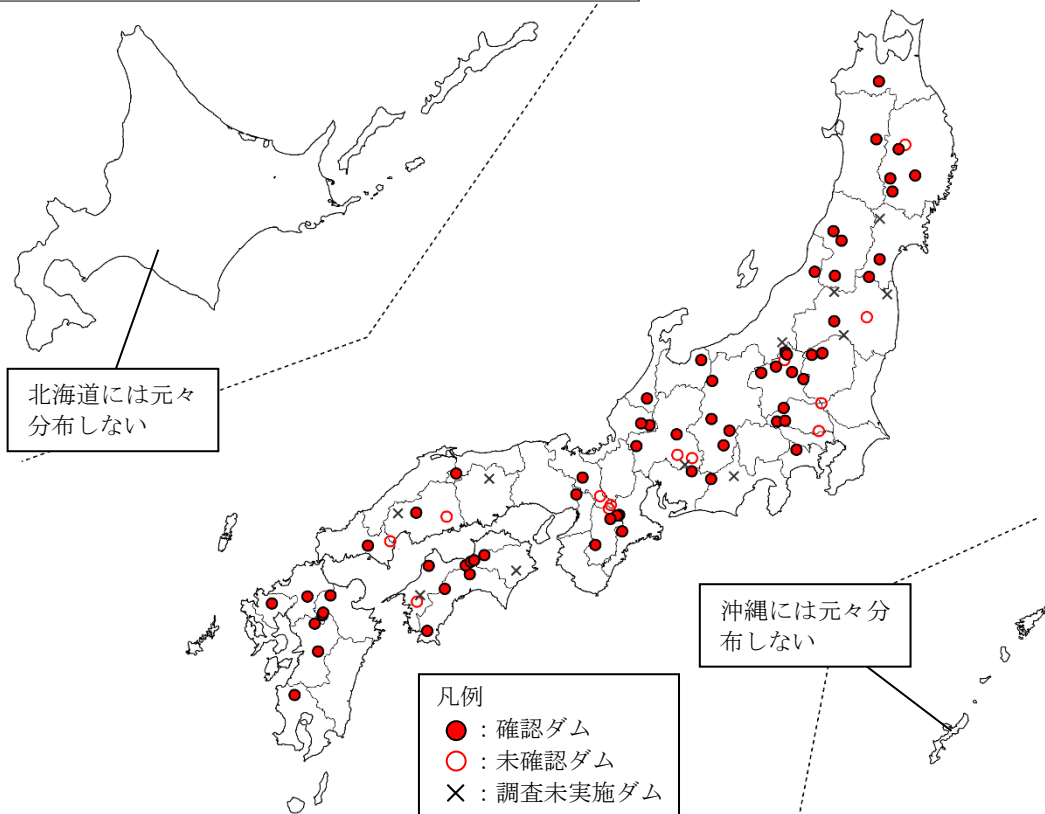 北海道には元々
分布しない
沖縄には元々分
布しない
凡例
：確認ダム
：未確認ダム
：調査未実施ダム